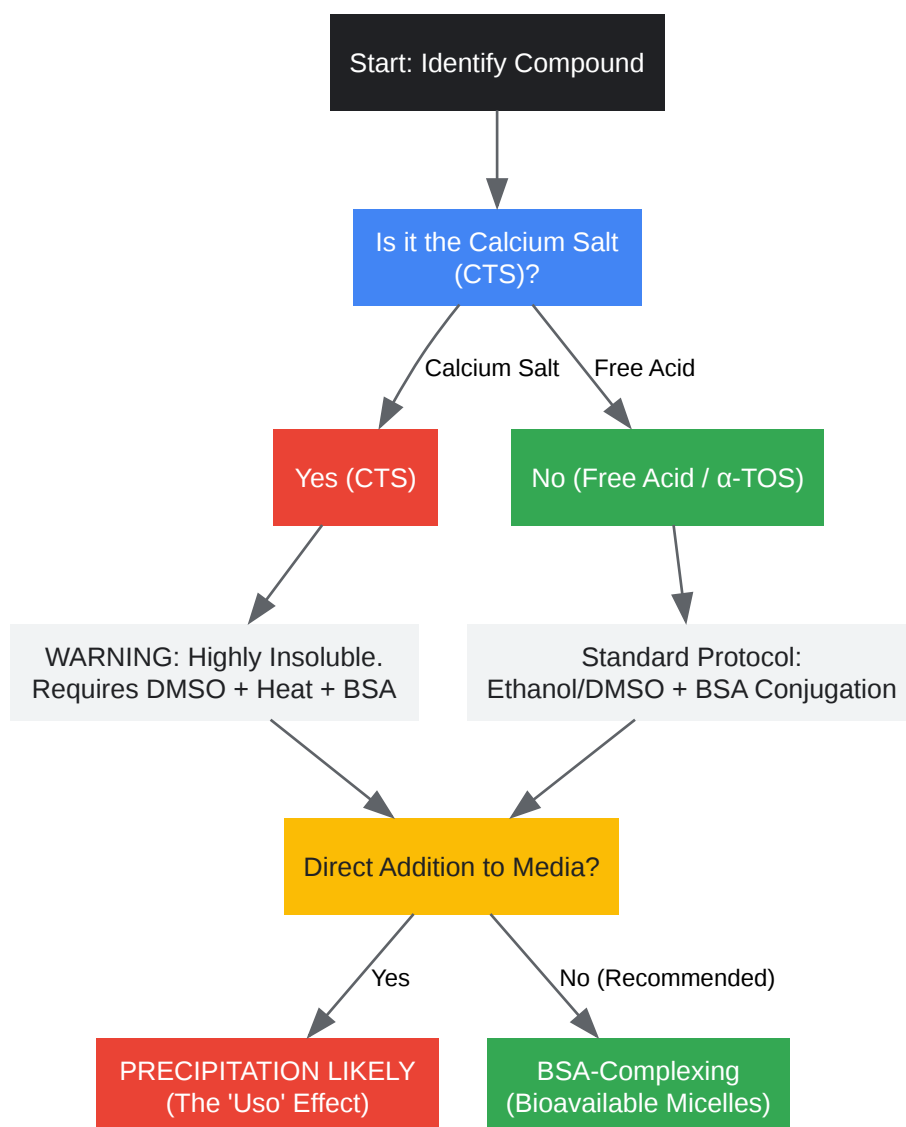 Start: Identify Compound
Is it the Calcium Salt
(CTS)?
Calcium Salt
Free Acid
Yes (CTS)
No (Free Acid / α-TOS)
WARNING: Highly Insoluble.
Requires DMSO + Heat + BSA
Standard Protocol:
Ethanol/DMSO + BSA Conjugation
Direct Addition to Media?
Yes
No (Recommended)
PRECIPITATION LIKELY
(The 'Uso' Effect)
BSA-Complexing
(Bioavailable Micelles)